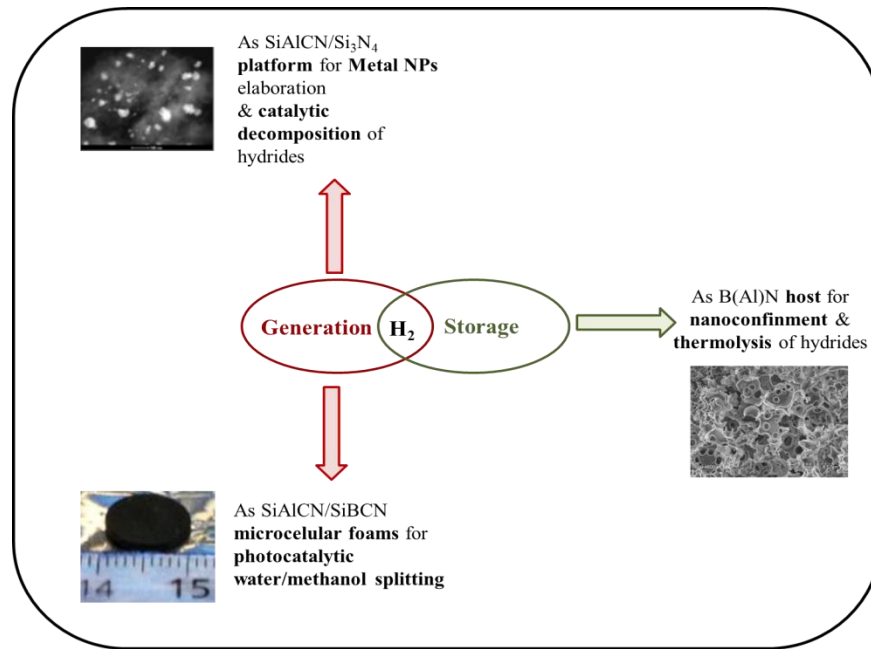 As SiAlCN/Si₃N₄
platform for Metal NPs
elaboration
& catalytic
decomposition of
hydrides
Generation
H₂
Storage
As B(Al)N host for
nanoconfinment &
thermolysis of hydrides
As SiAlCN/SiBCN
microcelular foams for
photocatalytic
water/methanol splitting
14 15